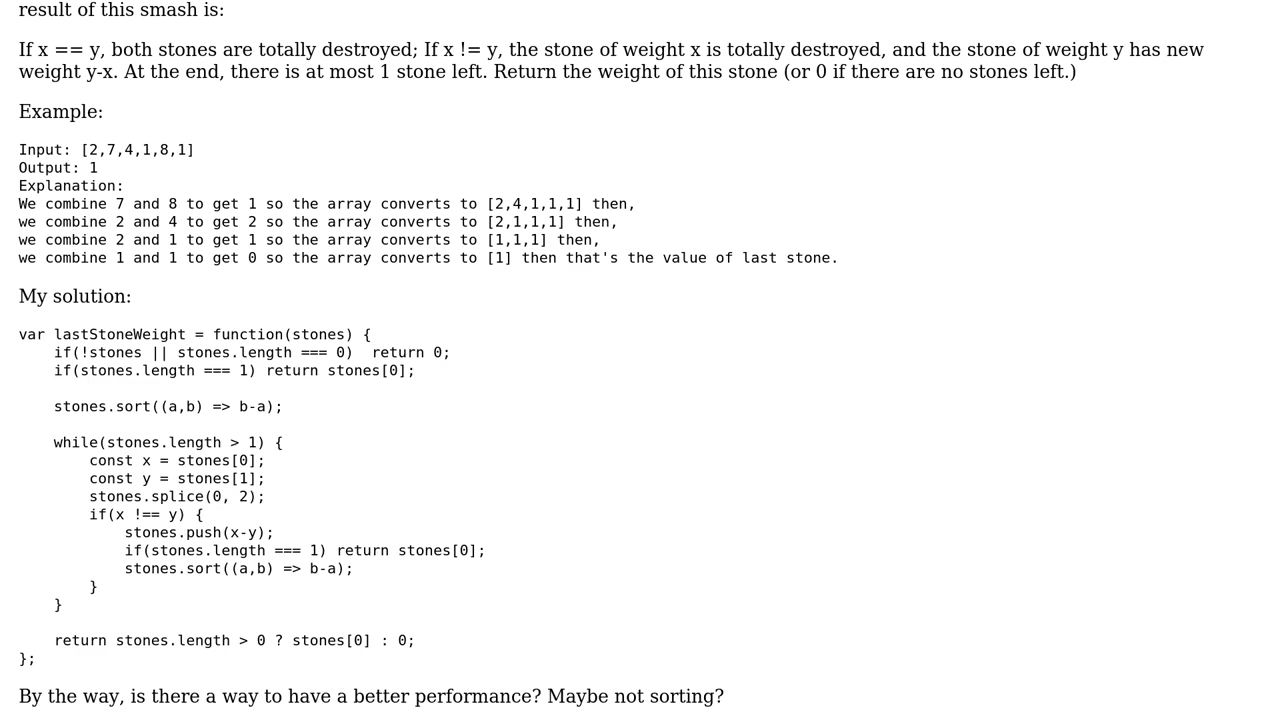 result of this smash is:
If x == y, both stones are totally destroyed; If x != y, the stone of weight x is totally destroyed, and the stone of weight y has new
weight y-x. At the end, there is at most 1 stone left. Return the weight of this stone (or 0 if there are no stones left.)
Example:
Input: [2,7,4,1,8,1]
Output: 1
Explanation:
We combine 7 and 8 to get 1 so the array converts to [2,4,1,1,1] then,
we combine 2 and 4 to get 2 so the array converts to [2,1,1,1] then,
we combine 2 and 1 to get 1 so the array converts to [1,1,1] then,
we combine 1 and 1 to get 0 so the array converts to [1] then that's the value of last stone.
My solution:
var lastStoneWeight = function(stones) {
    if(!stones || stones.length === 0)  return 0;
    if(stones.length === 1) return stones[0];
    stones.sort((a,b) => b-a);
    while(stones.length > 1) {
        const x = stones[0];
        const y = stones[1];
        stones.splice(0, 2);
        if(x !== y) {
            stones.push(x-y);
            if(stones.length === 1) return stones[0];
            stones.sort((a,b) => b-a);
        }
    }
    return stones.length > 0 ? stones[0] : 0;
};
By the way, is there a way to have a better performance? Maybe not sorting?